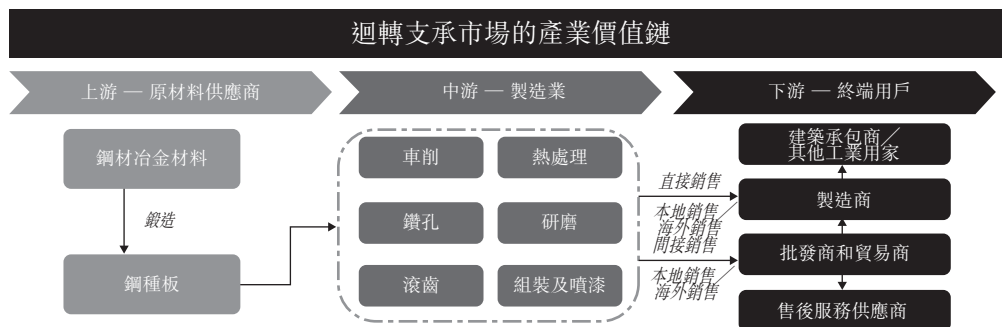 迴轉支承市場的產業價值鏈
上游 — 原材料供應商
中游 — 製造業
下游 — 終端用戶
鋼材冶金材料
鍛造
鋼種板
車削
熱處理
鑽孔
研磨
滾齒
組裝及噴漆
直接銷售
本地銷售／
海外銷售
間接銷售
本地銷售／
海外銷售
建築承包商／
其他工業用家
製造商
批發商和貿易商
售後服務供應商